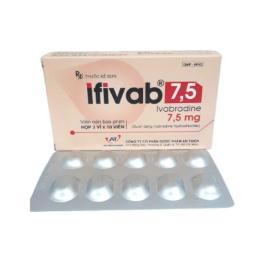 GMP - WHO
Rx THUỐC KÊ ĐƠN
Ifivab® 7,5
Ivabradine
7,5 mg
(Dưới dạng Ivabradine hydrochloride)
Viên nén bao phim
HỘP 3 VỈ X 10 VIÊN
CÔNG TY CỔ PHẦN DƯỢC PHẨM AN THIÊN